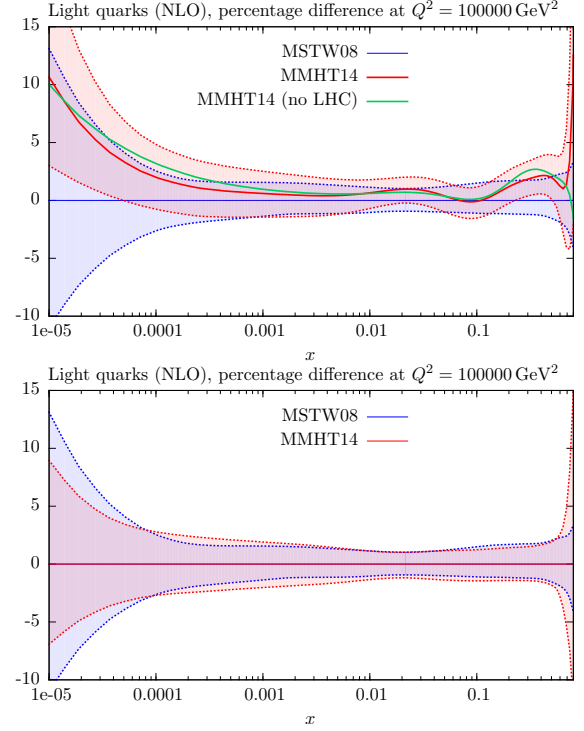 Light quarks (NLO), percentage difference at Q² = 100000 GeV²
15
MSTW08
MMHT14
10
MMHT14 (no LHC)
5
0
-5
-10
1e-05 0.0001 0.001 0.01 0.1
x
Light quarks (NLO), percentage difference at Q² = 100000 GeV²
15
MSTW08
MMHT14
10
5
0
-5
-10
1e-05 0.0001 0.001 0.01 0.1
x